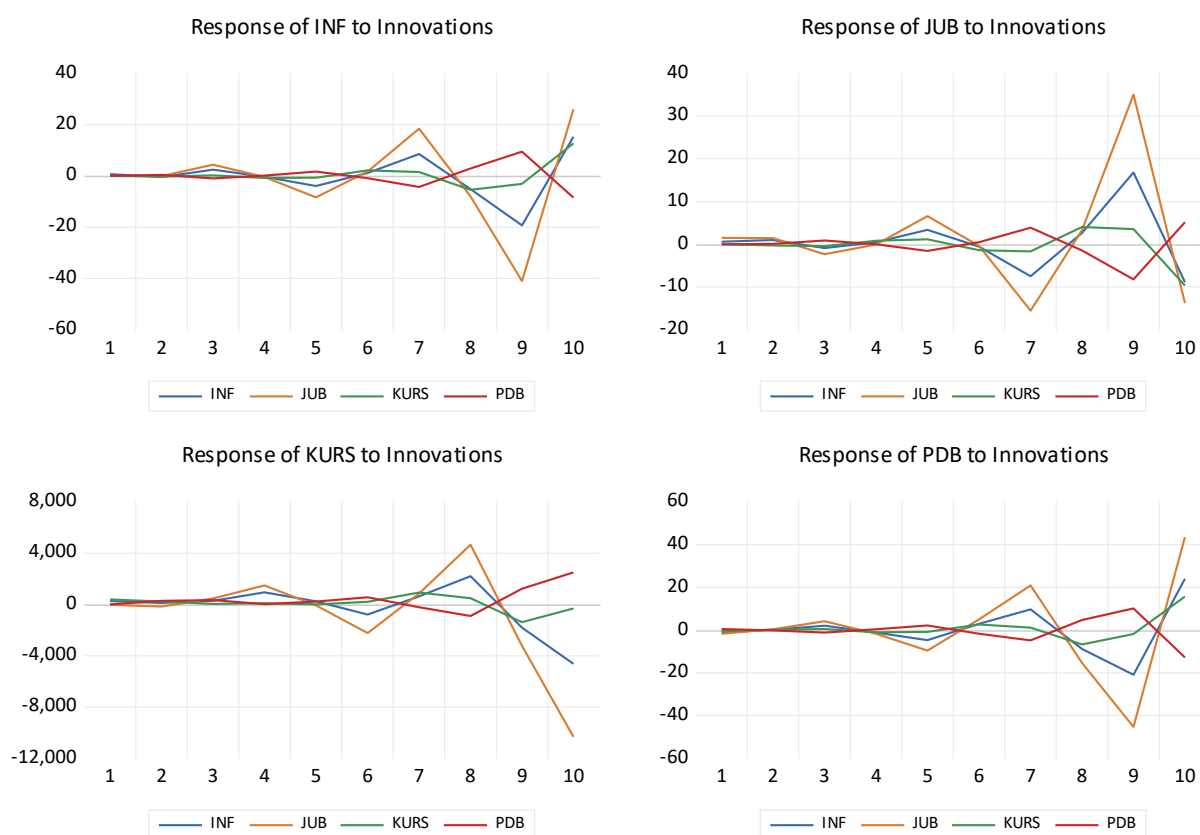 Response of INF to Innovations
40
20
0
-20
-40
-60
1 2 3 4 5 6 7 8 9 10
INF JUB KURS PDB
Response of JUB to Innovations
40
30
20
10
0
-10
-20
1 2 3 4 5 6 7 8 9 10
INF JUB KURS PDB
Response of KURS to Innovations
8,000
4,000
0
-4,000
-8,000
-12,000
1 2 3 4 5 6 7 8 9 10
INF JUB KURS PDB
Response of PDB to Innovations
60
40
20
0
-20
-40
-60
1 2 3 4 5 6 7 8 9 10
INF JUB KURS PDB